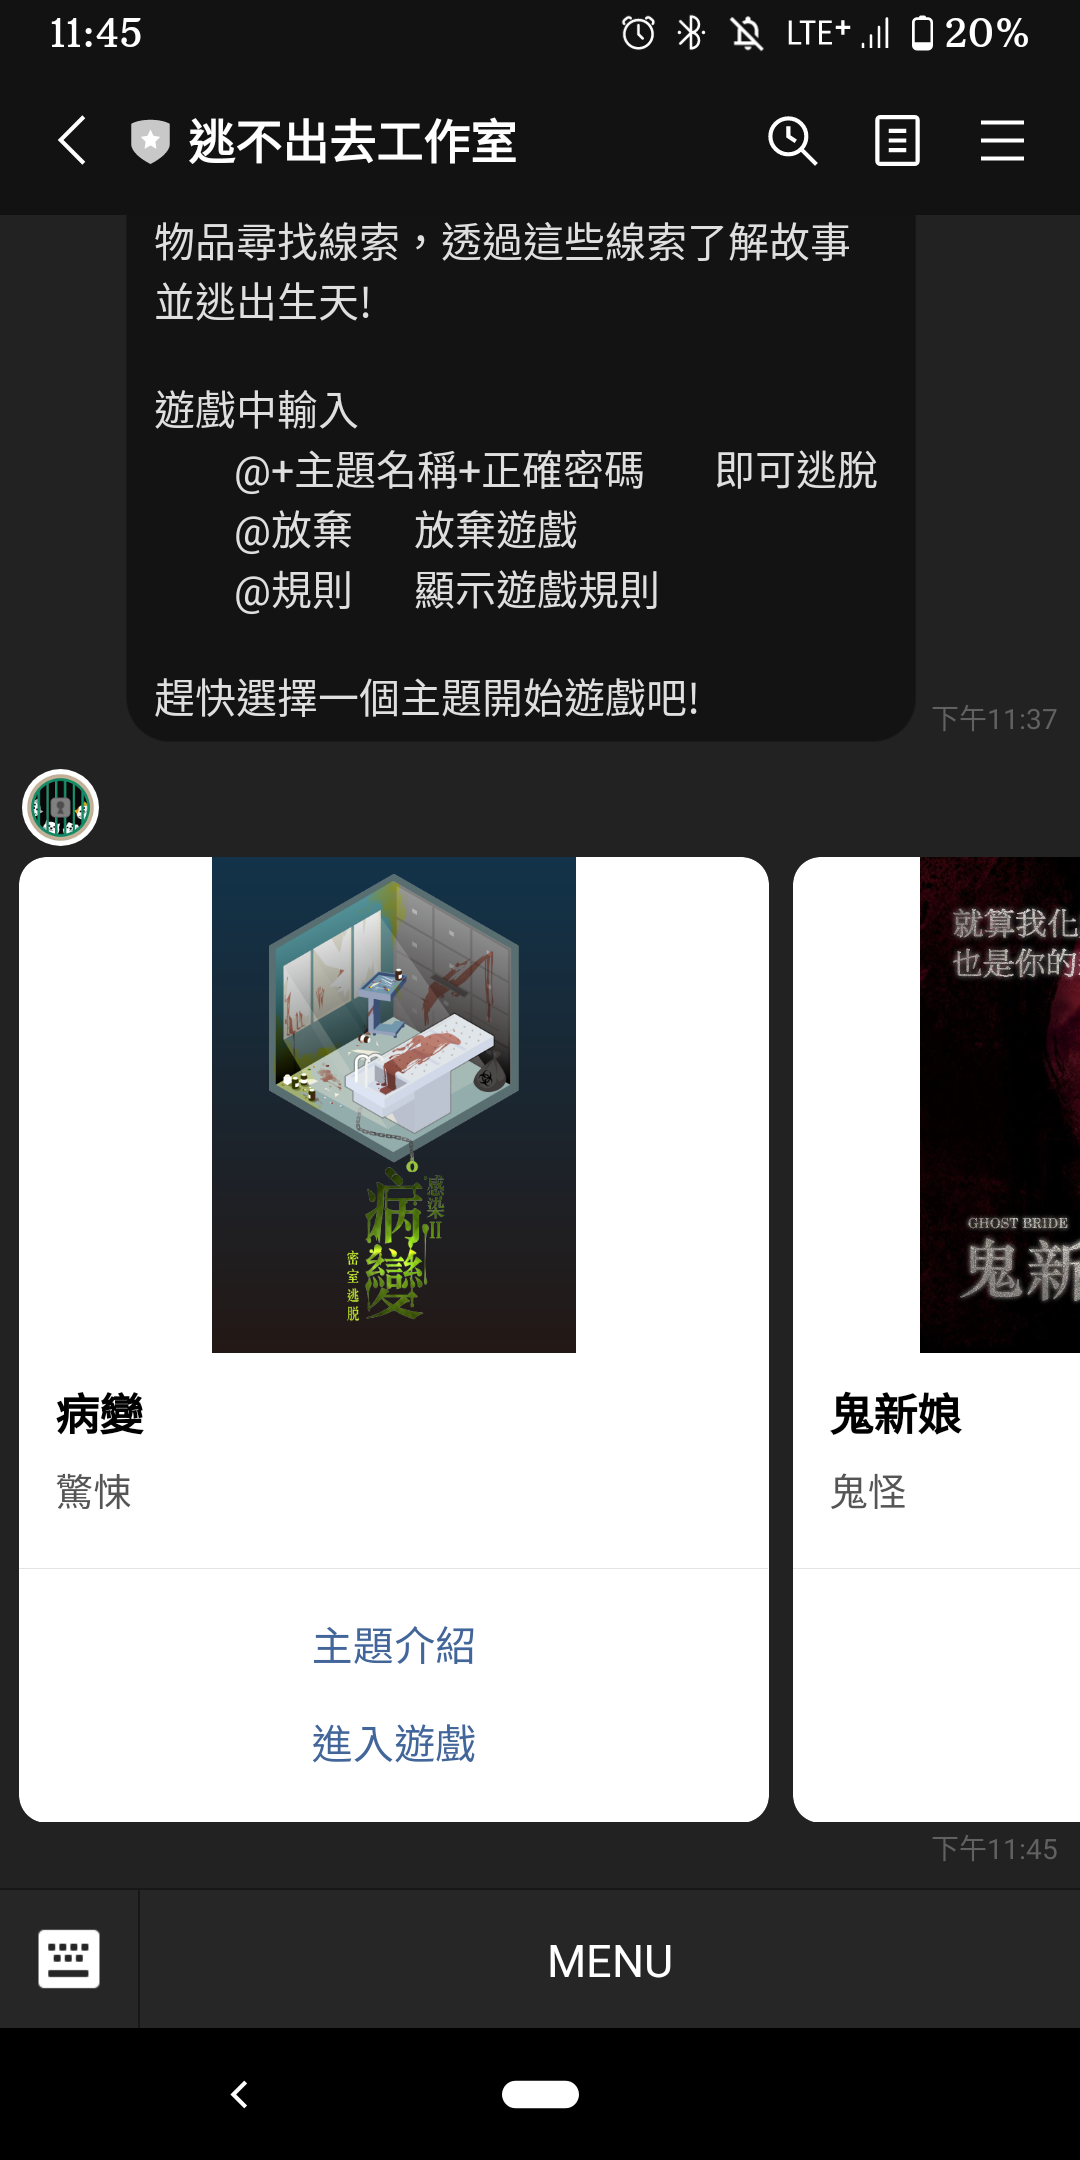 11:45
LTE+
20%
逃不出去工作室
物品尋找線索，透過這些線索了解故事
並逃出生天!
遊戲中輸入
@+主題名稱+正確密碼 即可逃脫
@放棄 放棄遊戲
@規則 顯示遊戲規則
趕快選擇一個主題開始遊戲吧!
下午11:37
感染II
病變
密室逃脱
病變
驚悚
主題介紹
進入遊戲
就算我化
也是你的
GHOST BRIDE
鬼新
鬼新娘
鬼怪
下午11:45
MENU